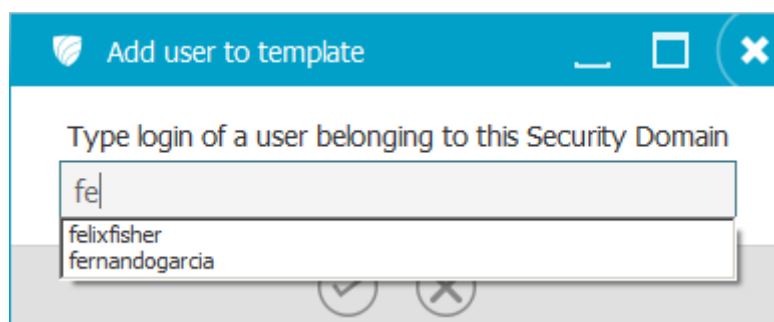 Add user to template
Type login of a user belonging to this Security Domain
fe
felixfisher
fernandogarcia